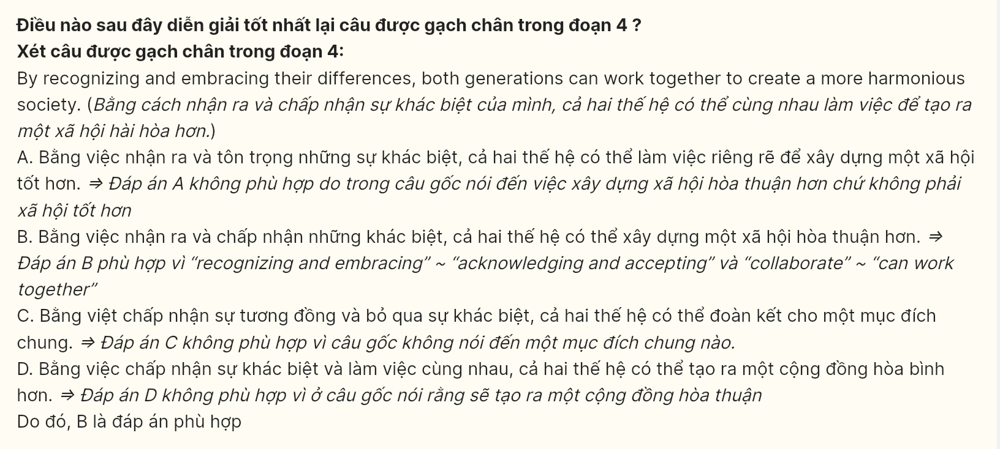 Điều nào sau đây diễn giải tốt nhất lại câu được gạch chân trong đoạn 4 ?
Xét câu được gạch chân trong đoạn 4:
By recognizing and embracing their differences, both generations can work together to create a more harmonious
society. (Bằng cách nhận ra và chấp nhận sự khác biệt của mình, cả hai thế hệ có thể cùng nhau làm việc để tạo ra
một xã hội hài hòa hơn.)
A. Bằng việc nhận ra và tôn trọng những sự khác biệt, cả hai thế hệ có thể làm việc riêng rẽ để xây dựng một xã hội
tốt hơn. ⇒ Đáp án A không phù hợp do trong câu gốc nói đến việc xây dựng xã hội hòa thuận hơn chứ không phải
xã hội tốt hơn
B. Bằng việc nhận ra và chấp nhận những khác biệt, cả hai thế hệ có thể xây dựng một xã hội hòa thuận hơn. ⇒
Đáp án B phù hợp vì “recognizing and embracing” ~ “acknowledging and accepting” và “collaborate” ~ “can work
together”
C. Bằng việt chấp nhận sự tương đồng và bỏ qua sự khác biệt, cả hai thế hệ có thể đoàn kết cho một mục đích
chung. ⇒ Đáp án C không phù hợp vì câu gốc không nói đến một mục đích chung nào.
D. Bằng việc chấp nhận sự khác biệt và làm việc cùng nhau, cả hai thế hệ có thể tạo ra một cộng đồng hòa bình
hơn. ⇒ Đáp án D không phù hợp vì ở câu gốc nói rằng sẽ tạo ra một cộng đồng hòa thuận
Do đó, B là đáp án phù hợp